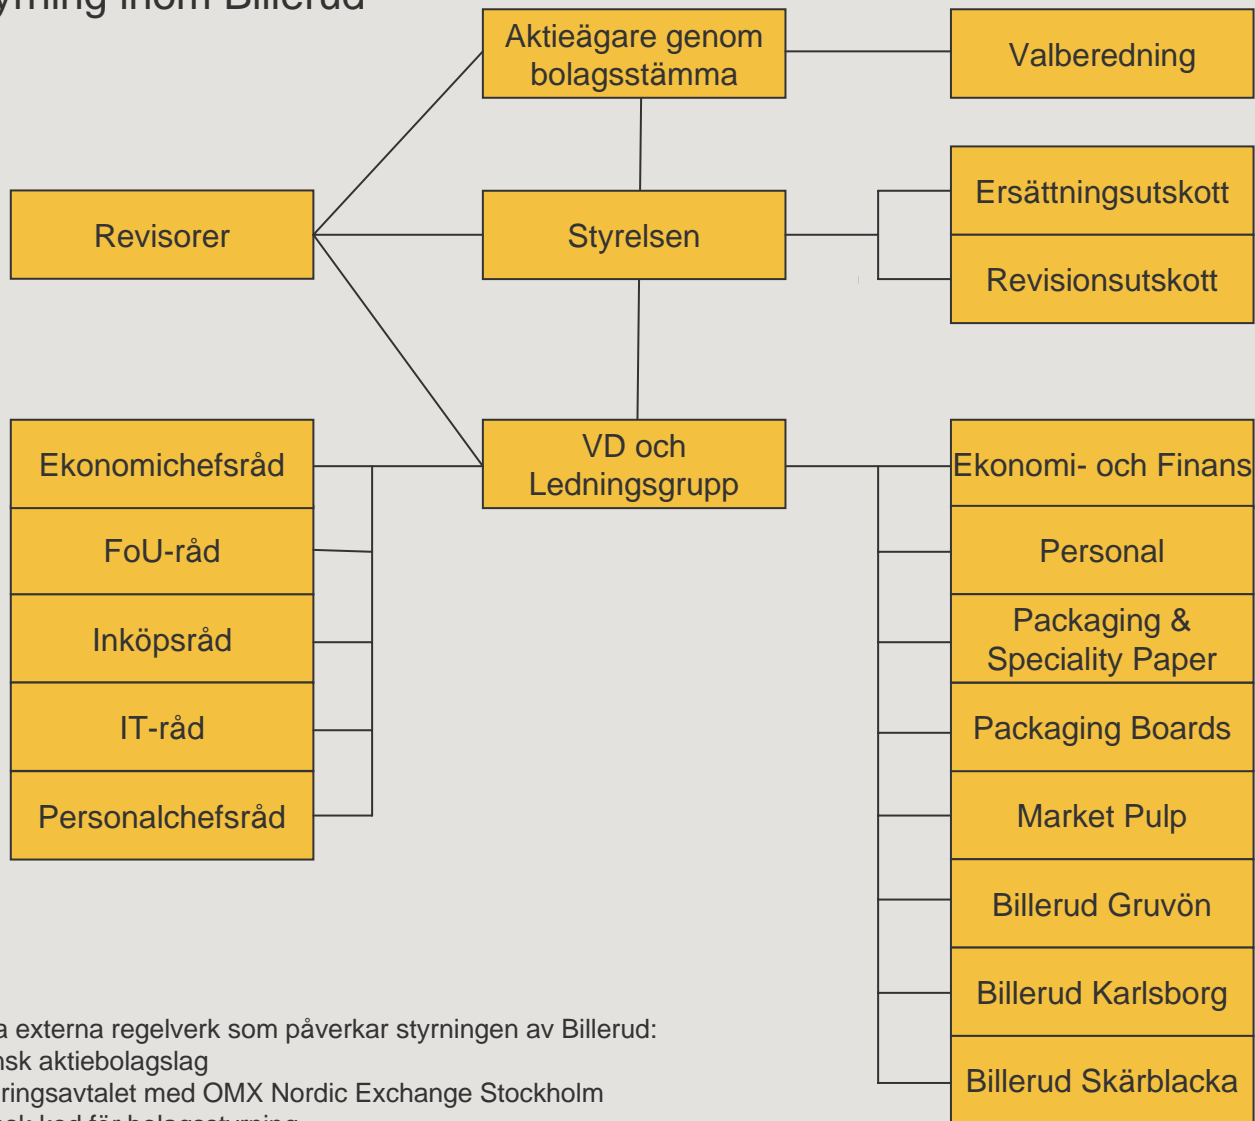 inom Billerud
Aktieägare genom
bolagsstämma
Valberedning
Ersättningsutskott
Revisorer
Styrelsen
Revisionsutskott
VD och
Ledningsgrupp
Ekonomichefsråd
FoU-råd
Inköpsråd
IT-råd
Personalchefsråd
Ekonomi- och Finans
Personal
Packaging &
Speciality Paper
Packaging Boards
Market Pulp
Billerud Gruvön
Billerud Karlsborg
Billerud Skärblacka
externa regelverk som påverkar styrningen av Billerud:
aktiebolagslag
med OMX Nordic Exchange Stockholm